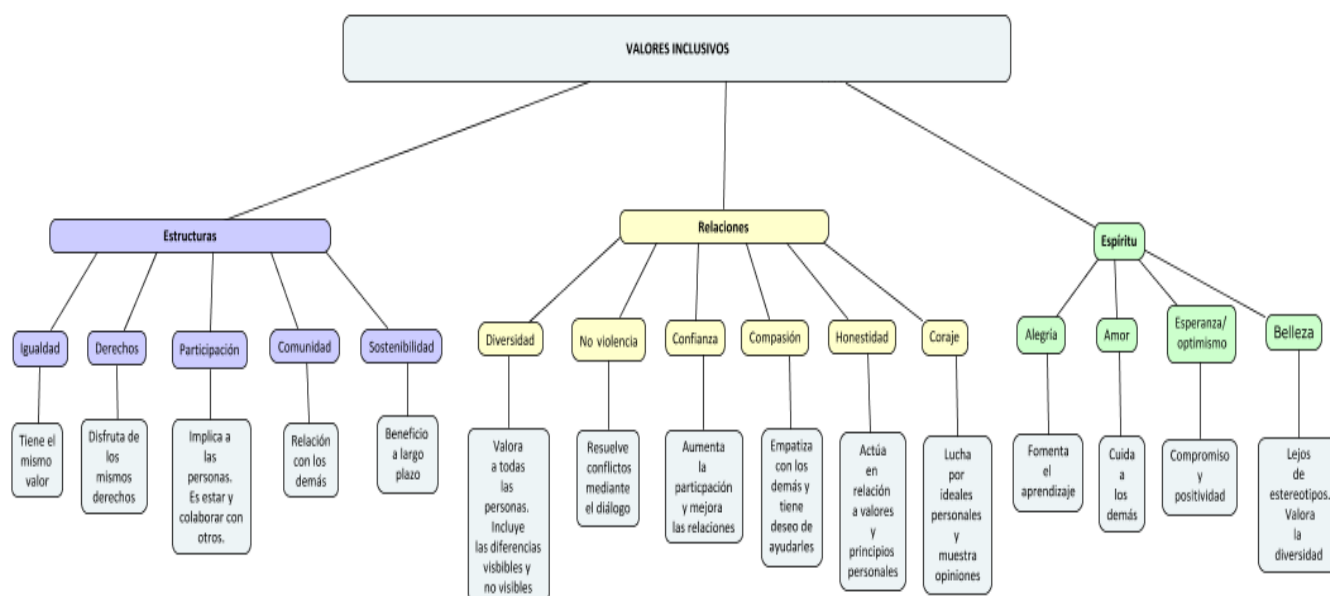 VALORES INCLUSIVOS
Estructuras
Relaciones
Espíritu
Igualdad
Derechos
Participación
Comunidad
Sostenibilidad
Diversidad
No violencia
Confianza
Compasión
Honestidad
Coraje
Alegría
Amor
Esperanza/
optimismo
Belleza
Tiene el
mismo
valor
Disfruta de
los
mismos
derechos
Implica a
las
personas.
Es estar y
colaborar con
otros.
Relación
con los
demás
Beneficio
a largo
plazo
Valora
a todas
las
personas.
Incluye
las diferencias
visbibles y
no visibles
Resuelve
conflictos
mediante
el diálogo
Aumenta
la
particpación
y mejora
las relaciones
Empatiza
con los
demás y
tiene
deseo de
ayudarles
Actúa
en
relación
a valores
y
principios
personales
Lucha
por
ideales
personales
y
muestra
opiniones
Fomenta
el
aprendizaje
Cuida
a
los
demás
Compromiso
y
positividad
Lejos
de
estereotipos.
Valora
la
diversidad